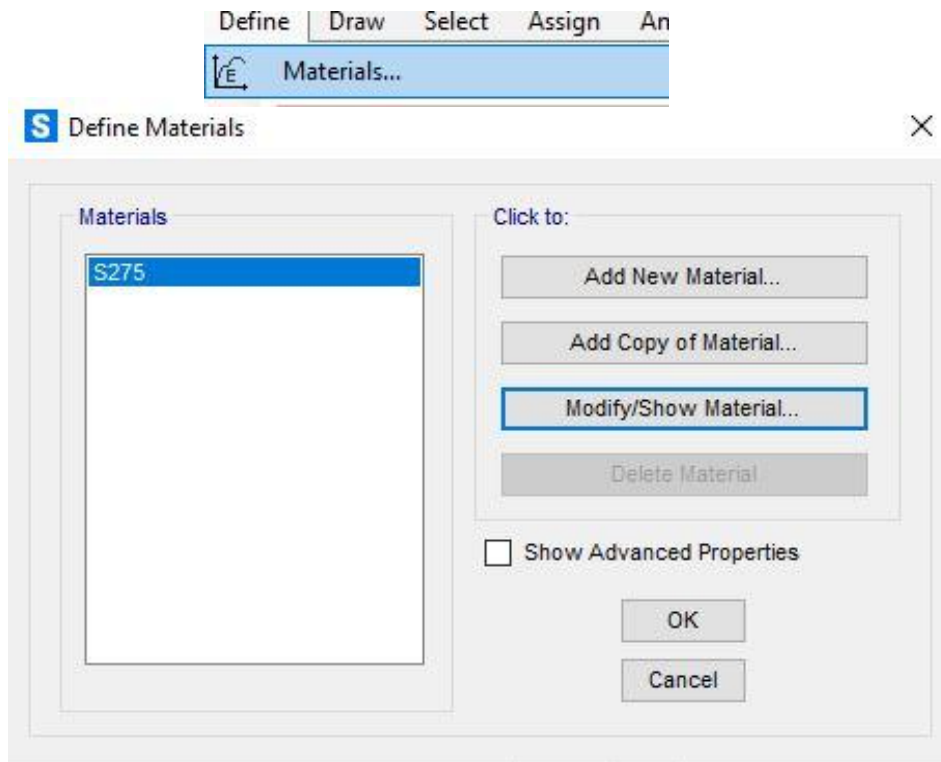 Define Draw Select Assign An
E Materials...
S Define Materials
Materials
S275
Click to:
Add New Material...
Add Copy of Material...
Modify/Show Material...
Delete Material
Show Advanced Properties
OK
Cancel